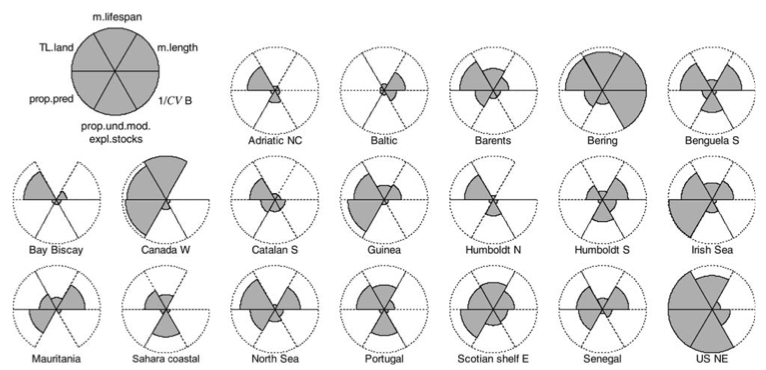 m.lifespan
TL.land
m.length
prop.pred
1/CV B
prop.und.mod.
expl.stocks
Adriatic NC
Baltic
Barents
Bering
Benguela S
Bay Biscay
Canada W
Catalan S
Guinea
Humboldt N
Humboldt S
Irish Sea
Mauritania
Sahara coastal
North Sea
Portugal
Scotian shelf E
Senegal
US NE